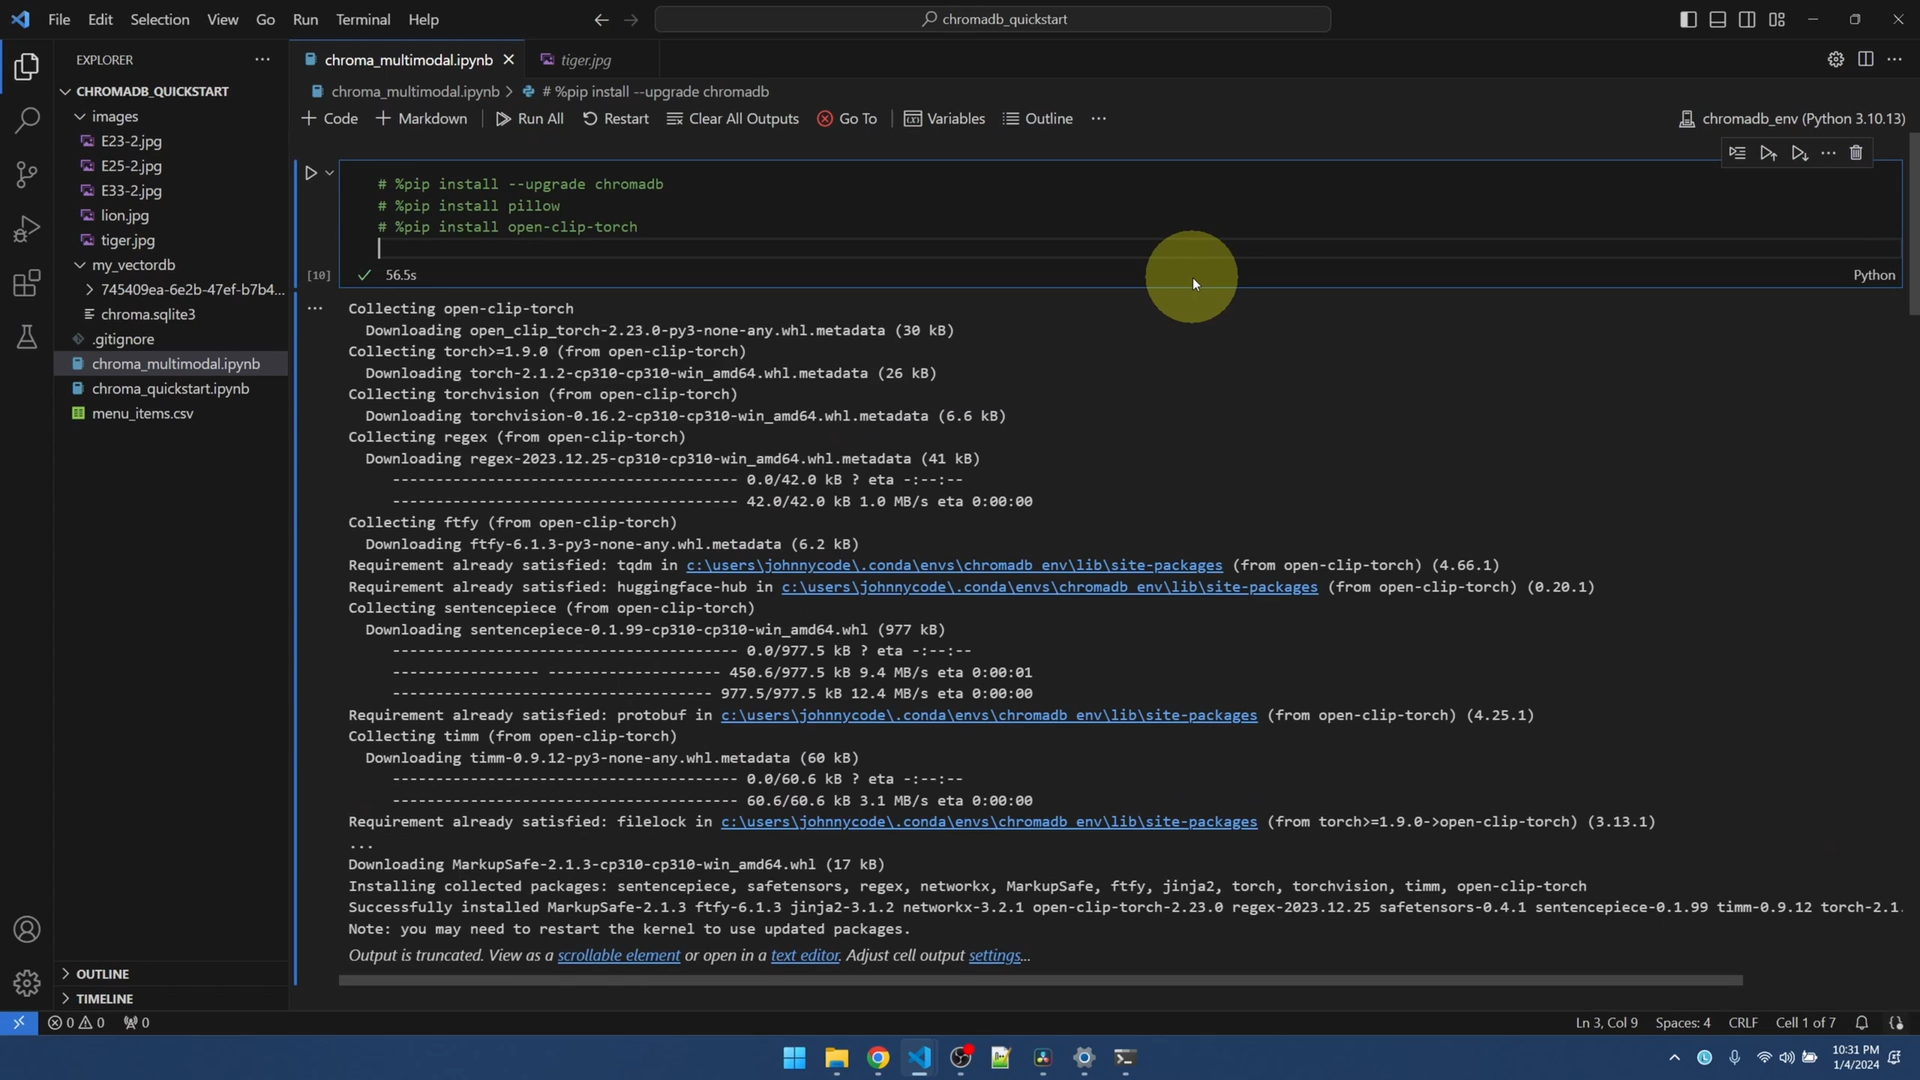 File Edit Selection View Go Run Terminal Help
chromadb_quickstart
EXPLORER
chroma_multimodal.ipynb
tiger.jpg
CHROMADB_QUICKSTART
chroma_multimodal.ipynb > # %pip install --upgrade chromadb
images
Code Markdown Run All Restart Clear All Outputs Go To Variables Outline
chromadb_env (Python 3.10.13)
E23-2.jpg
E25-2.jpg
E33-2.jpg
lion.jpg
tiger.jpg
my_vectordb
745409ea-6e2b-47ef-b7b4...
chroma.sqlite3
.gitignore
chroma_multimodal.ipynb
chroma_quickstart.ipynb
menu_items.csv
OUTLINE
TIMELINE
# %pip install --upgrade chromadb
# %pip install pillow
# %pip install open-clip-torch
[10] 56.5s
Python
Collecting open-clip-torch
Downloading open_clip_torch-2.23.0-py3-none-any.whl.metadata (30 kB)
Collecting torch>=1.9.0 (from open-clip-torch)
Downloading torch-2.1.2-cp310-cp310-win_amd64.whl.metadata (26 kB)
Collecting torchvision (from open-clip-torch)
Downloading torchvision-0.16.2-cp310-cp310-win_amd64.whl.metadata (6.6 kB)
Collecting regex (from open-clip-torch)
Downloading regex-2023.12.25-cp310-cp310-win_amd64.whl.metadata (41 kB)
---------------------------------------- 0.0/42.0 kB ? eta -:--:--
---------------------------------------- 42.0/42.0 kB 1.0 MB/s eta 0:00:00
Collecting ftfy (from open-clip-torch)
Downloading ftfy-6.1.3-py3-none-any.whl.metadata (6.2 kB)
Requirement already satisfied: tqdm in c:\users\johnnycode\.conda\envs\chromadb_env\lib\site-packages (from open-clip-torch) (4.66.1)
Requirement already satisfied: huggingface-hub in c:\users\johnnycode\.conda\envs\chromadb_env\lib\site-packages (from open-clip-torch) (0.20.1)
Collecting sentencepiece (from open-clip-torch)
Downloading sentencepiece-0.1.99-cp310-cp310-win_amd64.whl (977 kB)
---------------------------------------- 0.0/977.5 kB ? eta -:--:--
----------------- -------------------- 450.6/977.5 kB 9.4 MB/s eta 0:00:01
------------------------------------- 977.5/977.5 kB 12.4 MB/s eta 0:00:00
Requirement already satisfied: protobuf in c:\users\johnnycode\.conda\envs\chromadb_env\lib\site-packages (from open-clip-torch) (4.25.1)
Collecting timm (from open-clip-torch)
Downloading timm-0.9.12-py3-none-any.whl.metadata (60 kB)
---------------------------------------- 0.0/60.6 kB ? eta -:--:--
---------------------------------------- 60.6/60.6 kB 3.1 MB/s eta 0:00:00
Requirement already satisfied: filelock in c:\users\johnnycode\.conda\envs\chromadb_env\lib\site-packages (from torch>=1.9.0->open-clip-torch) (3.13.1)
...
Downloading MarkupSafe-2.1.3-cp310-cp310-win_amd64.whl (17 kB)
Installing collected packages: sentencepiece, safetensors, regex, networkx, MarkupSafe, ftfy, jinja2, torch, torchvision, timm, open-clip-torch
Successfully installed MarkupSafe-2.1.3 ftfy-6.1.3 jinja2-3.1.2 networkx-3.2.1 open-clip-torch-2.23.0 regex-2023.12.25 safetensors-0.4.1 sentencepiece-0.1.99 timm-0.9.12 torch-2.1.
Note: you may need to restart the kernel to use updated packages.
Output is truncated. View as a scrollable element or open in a text editor. Adjust cell output settings...
0 0 0
Ln 3, Col 9 Spaces: 4 CRLF Cell 1 of 7
10:31 PM
1/4/2024